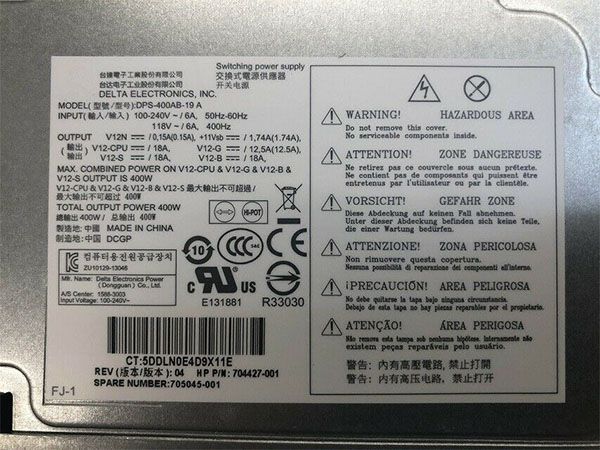 Switching power supply
台達電子工業股份有限公司 交換式電源供應器
台达电子工业股份有限公司 开关电源
DELTA ELECTRONICS, INC.
MODEL(型號/型号):DPS-400AB-19 A
INPUT(輸入/输入): 100-240V~ / 6A, 50Hz-60Hz
118V~ / 6A, 400Hz
OUTPUT V12N ⎓ / 0,15A(0.15A), +11Vsb ⎓ / 1,74A(1.74A),
(輸出/输出) V12-CPU ⎓ / 18A, V12-G ⎓ / 12,5A(12.5A),
V12-S ⎓ / 18A, V12-B ⎓ / 18A.
MAX. COMBINED POWER ON V12-CPU & V12-G & V12-B &
V12-S OUTPUT IS 400W
V12-CPU & V12-G & V12-B & V12-S 最大輸出不可超過/
最大输出不可超过 400W
TOTAL OUTPUT POWER 400W
總輸出400W / 总输出 400W
製造地: 中國 MADE IN CHINA
制造地: 中国 DCGP
HI-POT
컴퓨터용전원공급장치
ZU10129-13046
Mfr. Name: Delta Electronics Power
(Dongguan) Co., Ltd.
A/S Center: 1588-3003
Input Voltage: 100-240V~
10
CCC
S&E
C US
E131881
R33030
CT:5DDLN0E4D9X11E
REV (版本/版本): 04 HP P/N: 704427-001
SPARE NUMBER:705045-001
FJ-1
WARNING! HAZARDOUS AREA
Do not remove this cover.
No serviceable components inside.
ATTENTION! ZONE DANGEREUSE
Ne retirez pas ce couvercle sous aucun prétexte.
Ne contient pas de composants qui puissent être
entretenus par l'utilisateur ou par la clientèle.
VORSICHT! GEFAHR ZONE
Diese Abdeckung auf keinen Fall abnehmen.
Unter dieser Abdeckung befinden sich keine Teile,
die einer Wartung bedürfen.
ATTENZIONE! ZONA PERICOLOSA
Non rimuovere questa copertura.
Nessuna possibilità di riparazione dei componenti all'interno.
¡PRECAUCIÓN! ÁREA PELIGROSA
No debe quitarse la tapa bajo ninguna circunstancia.
Debajo de esta tapa no hay piezas reparables por el propietario.
ATENÇÃO! ÁREA PERIGOSA
Não remova esta tampa sob nenhuma hipótese. Internamente não
existem peças reparáveis pelo usuário.
警告: 內有高壓電路, 禁止打開
警告: 内有高压电路, 禁止打开